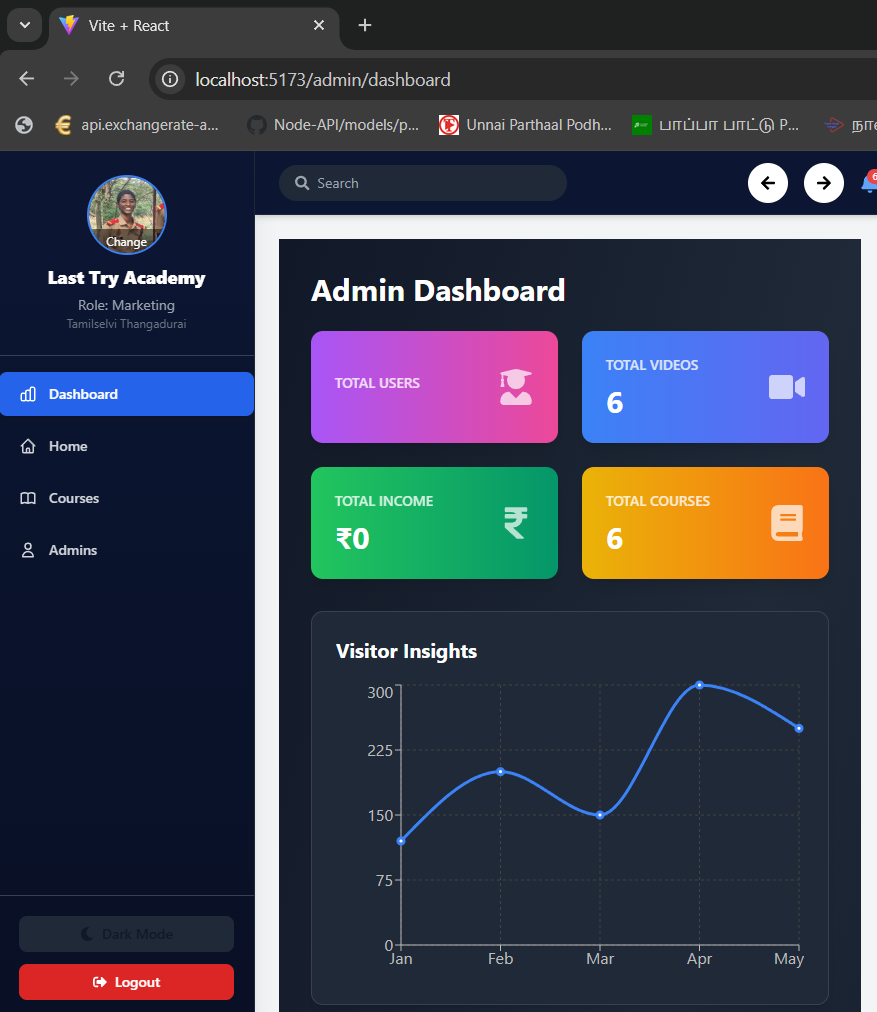 Vite + React
localhost:5173/admin/dashboard
api.exchangerate-a...
Node-API/models/p...
Unnai Parthaal Podh...
பாப்பா பாட்டு P...
Search
6
Change
Last Try Academy
Role: Marketing
Tamilselvi Thangadurai
Dashboard
Home
Courses
Admins
Dark Mode
Logout
Admin Dashboard
TOTAL USERS
TOTAL VIDEOS
6
TOTAL INCOME
₹0
TOTAL COURSES
6
Visitor Insights
300
225
150
75
0
Jan Feb Mar Apr May